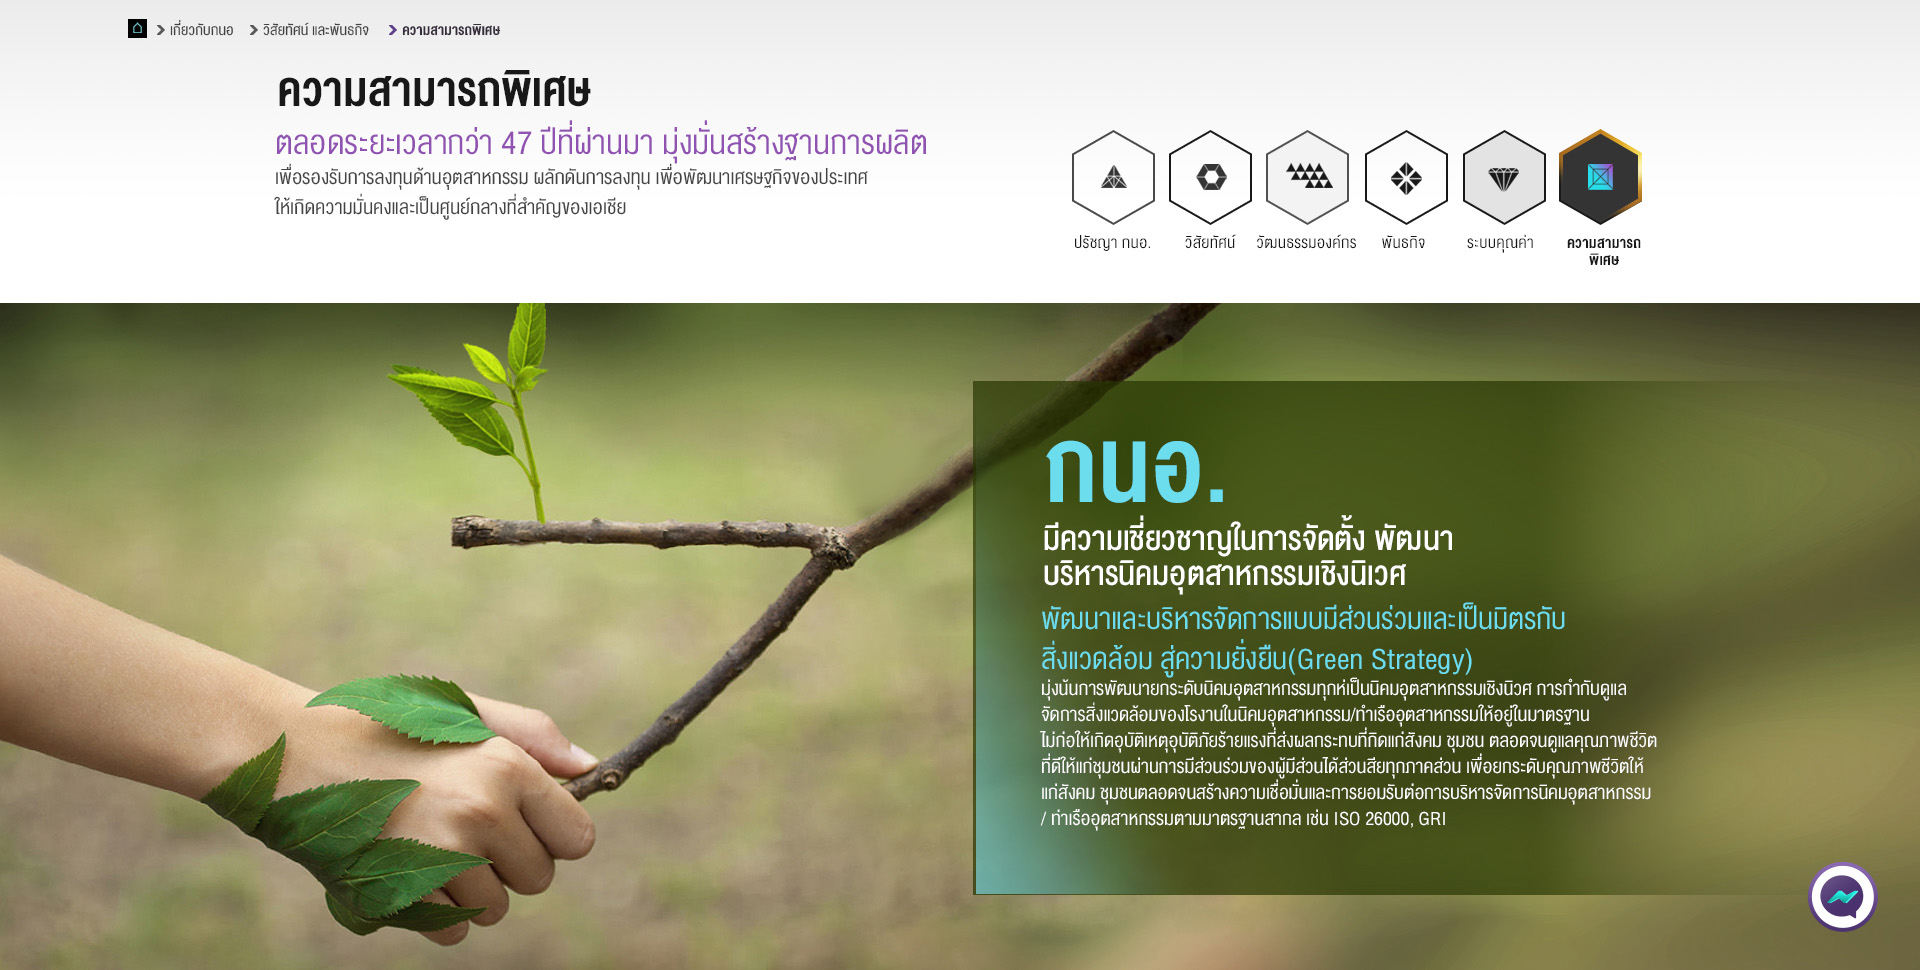 เกี่ยวกับกนอ วิสัยทัศน์ และพันธกิจ ความสามารถพิเศษ
ความสามารถพิเศษ
ตลอดระยะเวลากว่า 47 ปีที่ผ่านมา มุ่งมั่นสร้างฐานการผลิต
เพื่อรองรับการลงทุนด้านอุตสาหกรรม ผลักดันการลงทุน เพื่อพัฒนาเศรษฐกิจของประเทศ
ให้เกิดความมั่นคงและเป็นศูนย์กลางที่สำคัญของเอเชีย
ปรัชญา กนอ. วิสัยทัศน์ วัฒนธรรมองค์กร พันธกิจ ระบบคุณค่า ความสามารถ
พิเศษ
กนอ.
มีความเชี่ยวชาญในการจัดตั้ง พัฒนา
บริหารนิคมอุตสาหกรรมเชิงนิเวศ
พัฒนาและบริหารจัดการแบบมีส่วนร่วมและเป็นมิตรกับ
สิ่งแวดล้อม สู่ความยั่งยืน(Green Strategy)
มุ่งน้นการพัฒนายกระดับนิคมอุตสาหกรรมทุกห่เป็นนิคมอุตสาหกรรมเชิงนิวศ การกำกับดูแล
จัดการสิ่งแวดล้อมของโรงานในนิคมอุตสาหกรรม/ทำเรืออุตสาหกรรมให้อยู่ในมาตรฐาน
ไม่ก่อให้เกิดอุบัติเหตุอุบัติภัยร้ายแรงที่ส่งผลกระทบที่กิดแก่สังคม ชุมชน ตลอดจนดูแลคุณภาพชีวิต
ที่ดีให้แก่ชุมชนผ่านการมีส่วนร่วมของผู้มีส่วนได้ส่วนสียทุกภาคส่วน เพื่อยกระดับคุณภาพชีวิตให้
แก่สังคม ชุมชนตลอดจนสร้างความเชื่อมั่นและการยอมรับต่อการบริหารจัดการนิคมอุตสาหกรรม
/ ท่าเรืออุตสาหกรรมตามมาตรฐานสากล เช่น ISO 26000, GRI